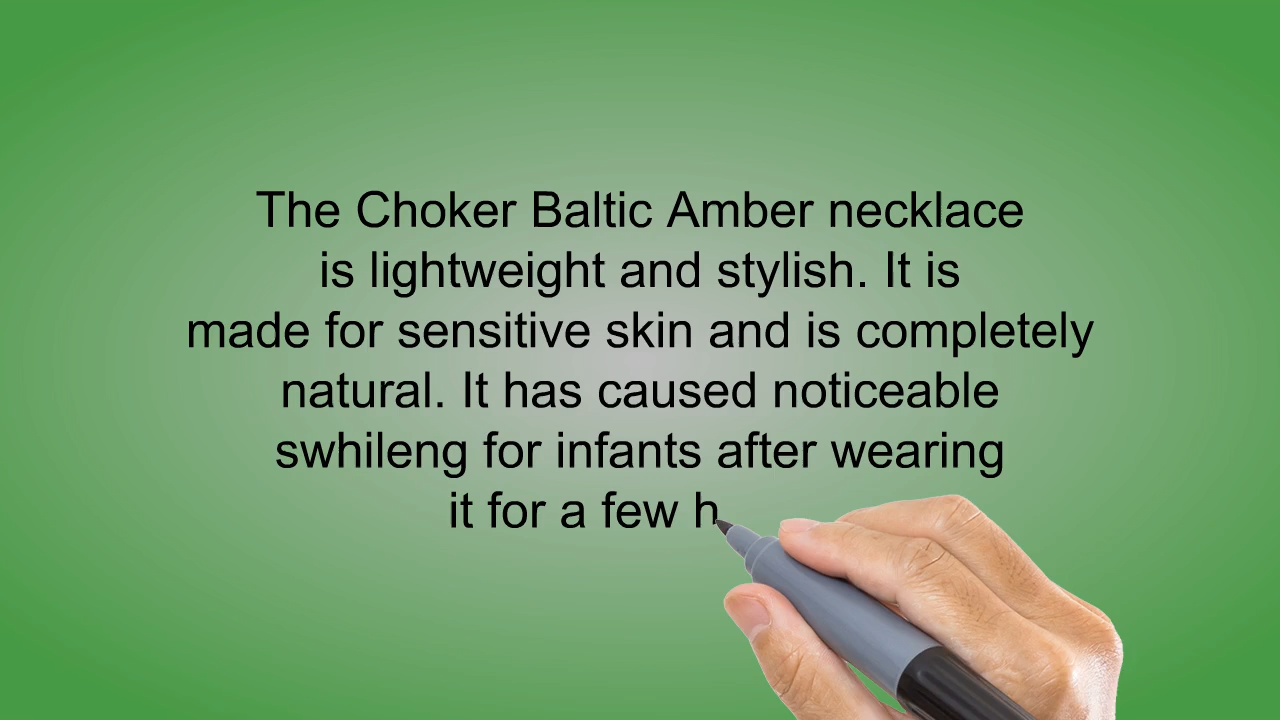 The Choker Baltic Amber necklace
is lightweight and stylish. It is
made for sensitive skin and is completely
natural. It has caused noticeable
swhileng for infants after wearing
it for a few h